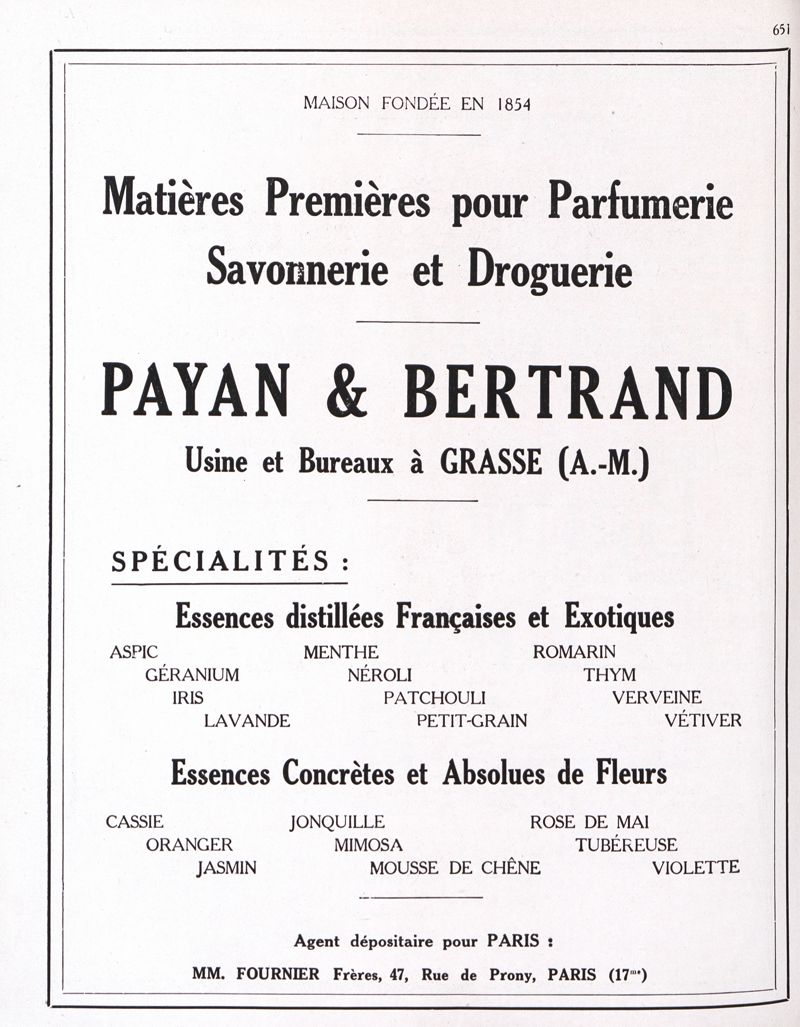 651
MAISON FONDÉE EN 1854
Matières Premières pour Parfumerie
Savonnerie et Droguerie
PAYAN & BERTRAND
Usine et Bureaux à GRASSE (A.-M.)
SPÉCIALITÉS :
Essences distillées Françaises et Exotiques
ASPIC MENTHE ROMARIN
GÉRANIUM NÉROLI THYM
IRIS PATCHOULI VERVEINE
LAVANDE PETIT-GRAIN VÉTIVER
Essences Concrètes et Absolues de Fleurs
CASSIE JONQUILLE ROSE DE MAI
ORANGER MIMOSA TUBÉREUSE
JASMIN MOUSSE DE CHÊNE VIOLETTE
Agent dépositaire pour PARIS :
MM. FOURNIER Frères, 47, Rue de Prony, PARIS (17me)